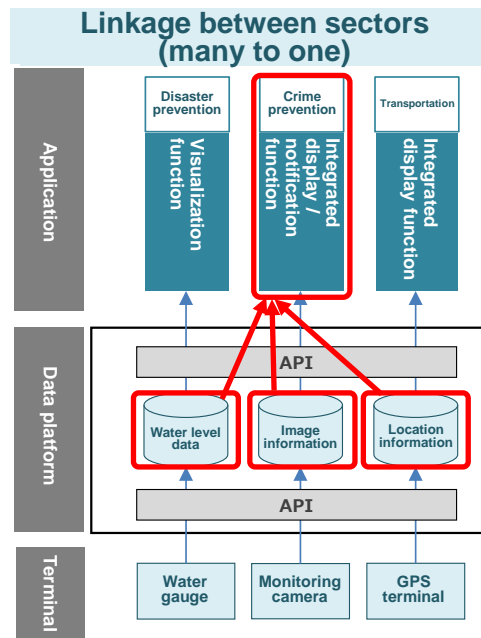 Linkage between sectors
(many to one)
Application
Disaster
prevention
Visualization
function
Crime
prevention
Integrated
display /
notification
function
Transportation
Integrated
display function
Data platform
API
Water level
data
Image
information
Location
information
API
Terminal
Water
gauge
Monitoring
camera
GPS
terminal